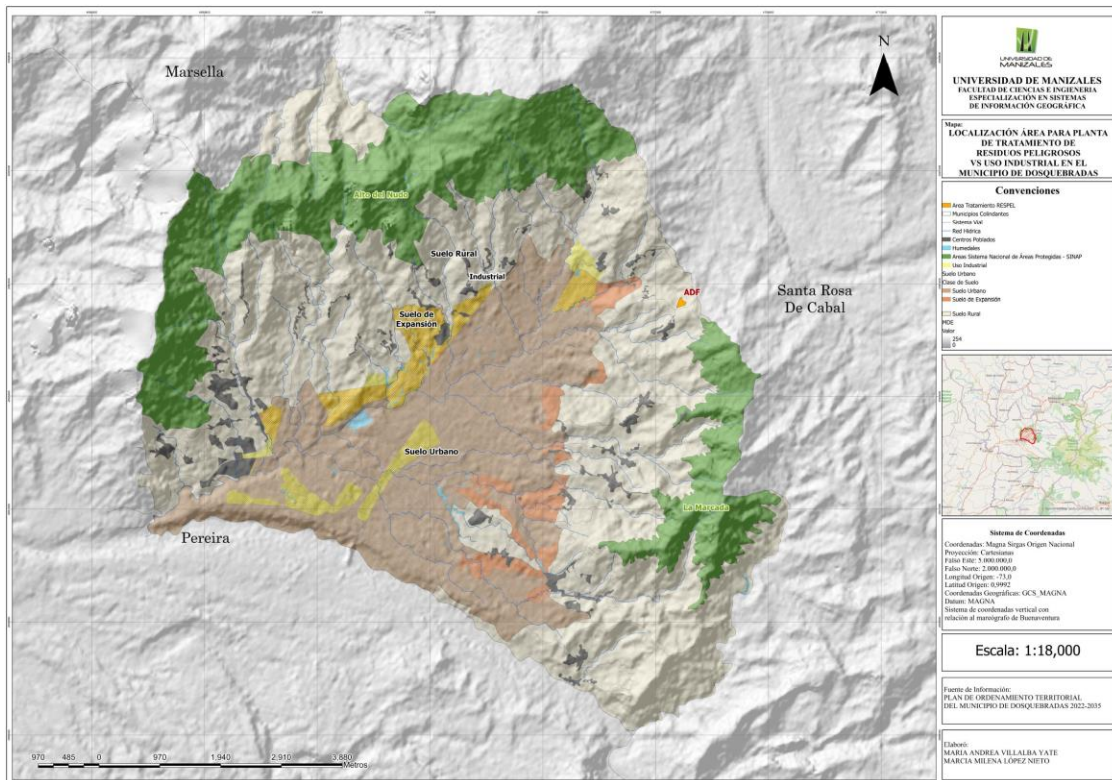 Marsella
N
Alto del Nudo
Suelo Rural
Industrial
Santa Rosa
De Cabal
ADF
Suelo de
Expansión
Suelo Urbano
La Marcada
Pereira
970 485 0 970 1,940 2,910 3,880
Metros
UNIVERSIDAD DE
MANIZALES
UNIVERSIDAD DE MANIZALES
FACULTAD DE CIENCIAS E INGENIERIA
ESPECIALIZACIÓN EN SISTEMAS
DE INFORMACIÓN GEOGRÁFICA
Mapa:
LOCALIZACIÓN ÁREA PARA PLANTA
DE TRATAMIENTO DE
RESIDUOS PELIGROSOS
VS USO INDUSTRIAL EN EL
MUNICIPIO DE DOSQUEBRADAS
Convenciones
Area Tratamiento RESPEL
Municipios Colindantes
Sistema Vial
Red Hídrica
Centros Poblados
Humedales
Áreas Sistema Nacional de Áreas Protegidas - SINAP
Uso Industrial
Suelo Urbano
Clase de Suelo
Suelo Urbano
Suelo de Expansión
Suelo Rural
MDE
Valor
254
0
Sistema de Coordenadas
Coordenadas: Magna Sirgas Origen Nacional
Proyección: Cartesianas
Falso Este: 5.000.000,0
Falso Norte: 2.000.000,0
Longitud Origen: -73,0
Latitud Origen: 0,9992
Coordenadas Geográficas: GCS_MAGNA
Datum: MAGNA
Sistema de coordenadas vertical con
relación al mareógrafo de Buenaventura
Escala: 1:18,000
Fuente de Información:
PLAN DE ORDENAMIENTO TERRITORIAL
DEL MUNICIPIO DE DOSQUEBRADAS 2022-2035
Elaboró:
MARIA ANDREA VILLALBA YATE
MARCIA MILENA LÓPEZ NIETO